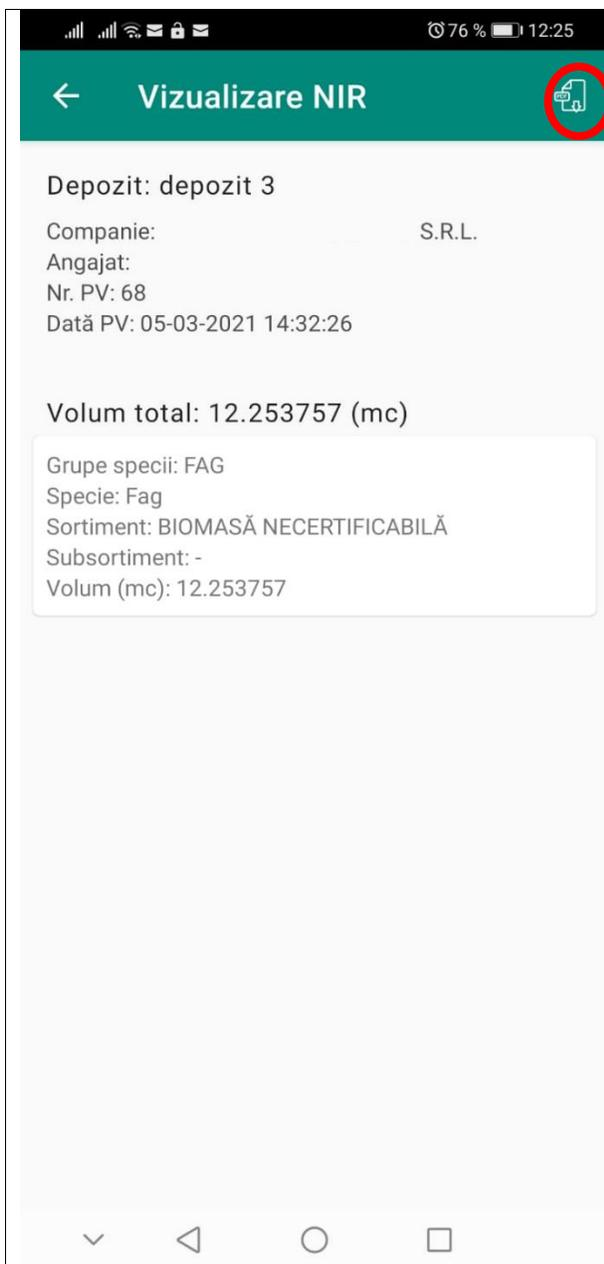 76 % 12:25
Vizualizare NIR
PDF
Depozit: depozit 3
Companie: S.R.L.
Angajat:
Nr. PV: 68
Dată PV: 05-03-2021 14:32:26
Volum total: 12.253757 (mc)
Grupe specii: FAG
Specie: Fag
Sortiment: BIOMASĂ NECERTIFICABILĂ
Subsortiment: -
Volum (mc): 12.253757